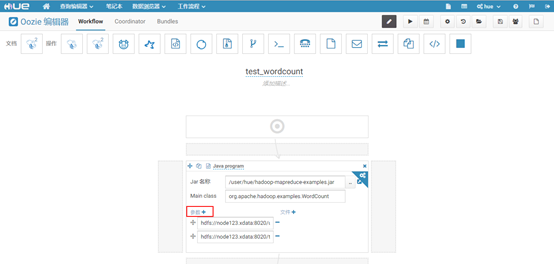 HUE 查询编辑器 笔记本 数据浏览器 工作流程 hue
Oozie 编辑器 Workflow Coordinator Bundles
文档 2 操作 2
test_wordcount
添加描述...
Java program
Jar 名称 /user/hue/hadoop-mapreduce-examples.jar ..
Main class org.apache.hadoop.examples.WordCount
参数 + 文件 +
hdfs://node123.xdata:8020/
hdfs://node123.xdata:8020/